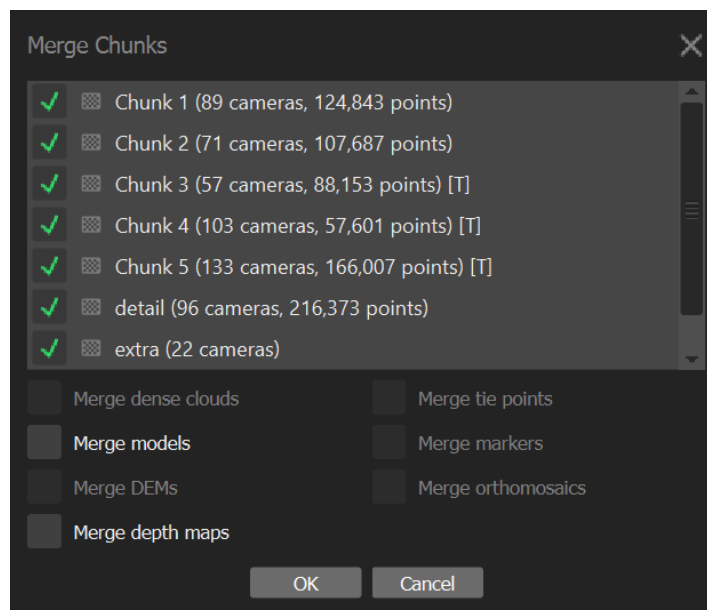 Merge Chunks
Chunk 1 (89 cameras, 124,843 points)
Chunk 2 (71 cameras, 107,687 points)
Chunk 3 (57 cameras, 88,153 points) [T]
Chunk 4 (103 cameras, 57,601 points) [T]
Chunk 5 (133 cameras, 166,007 points) [T]
detail (96 cameras, 216,373 points)
extra (22 cameras)
Merge dense clouds Merge tie points
Merge models Merge markers
Merge DEMs Merge orthomosaics
Merge depth maps
OK Cancel